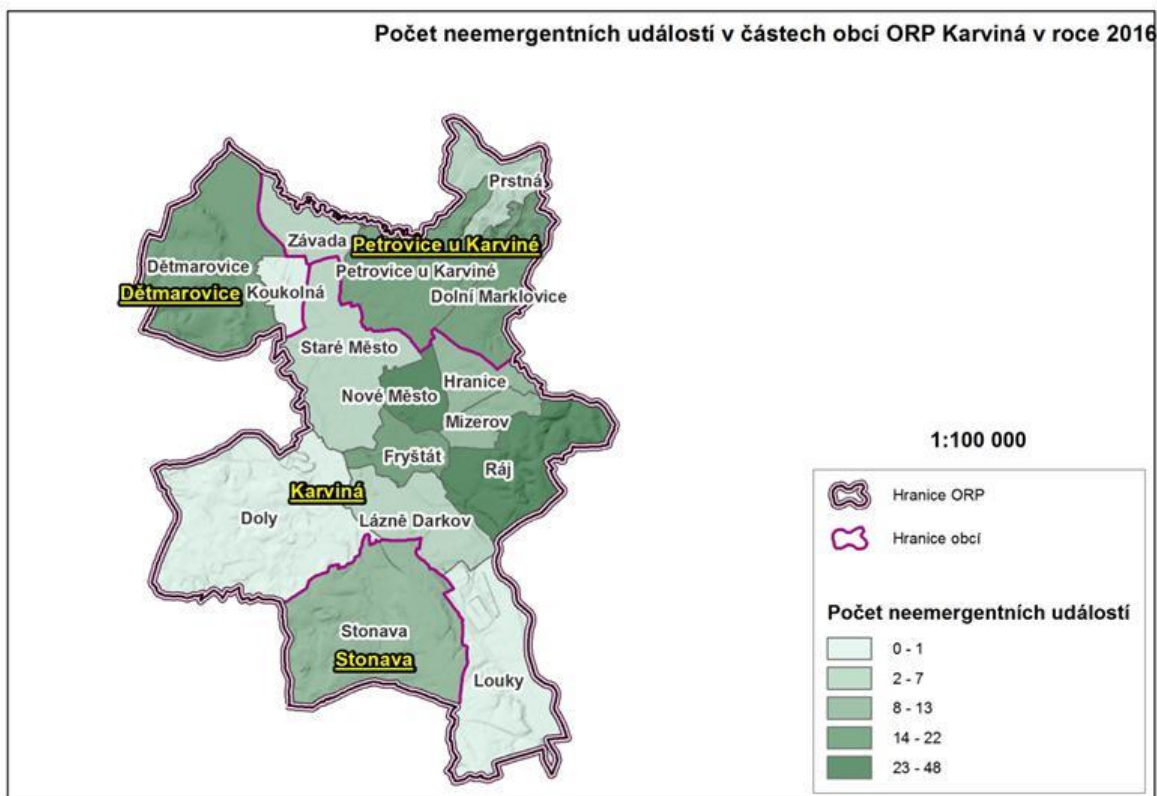 Počet neemergentních událostí v částech obcí ORP Karviná v roce 2016
Prstná
Závada
Petrovice u Karviné
Dětmarovice
Petrovice u Karviné
Dětmarovice
Koukolná
Dolní Marklovice
Staré Město
Hranice
Nové Město
Mizerov
Fryštát
Ráj
Karviná
Doly
Lázně Darkov
Stonava
Stonava
Louky
1:100 000
Hranice ORP
Hranice obcí
Počet neemergentních událostí
0 - 1
2 - 7
8 - 13
14 - 22
23 - 48